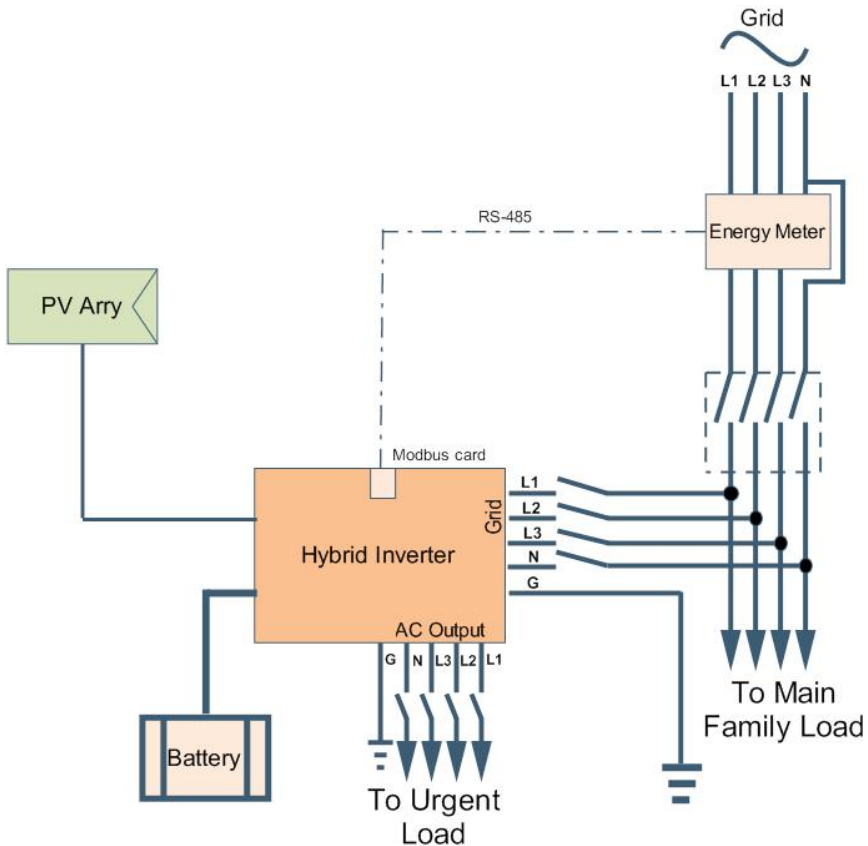 Grid
L1 L2 L3 N
RS-485
Energy Meter
PV Arry
Modbus card
Hybrid Inverter
Grid
L1
L2
L3
N
G
AC Output
G N L3 L2 L1
Battery
To Urgent
Load
To Main
Family Load